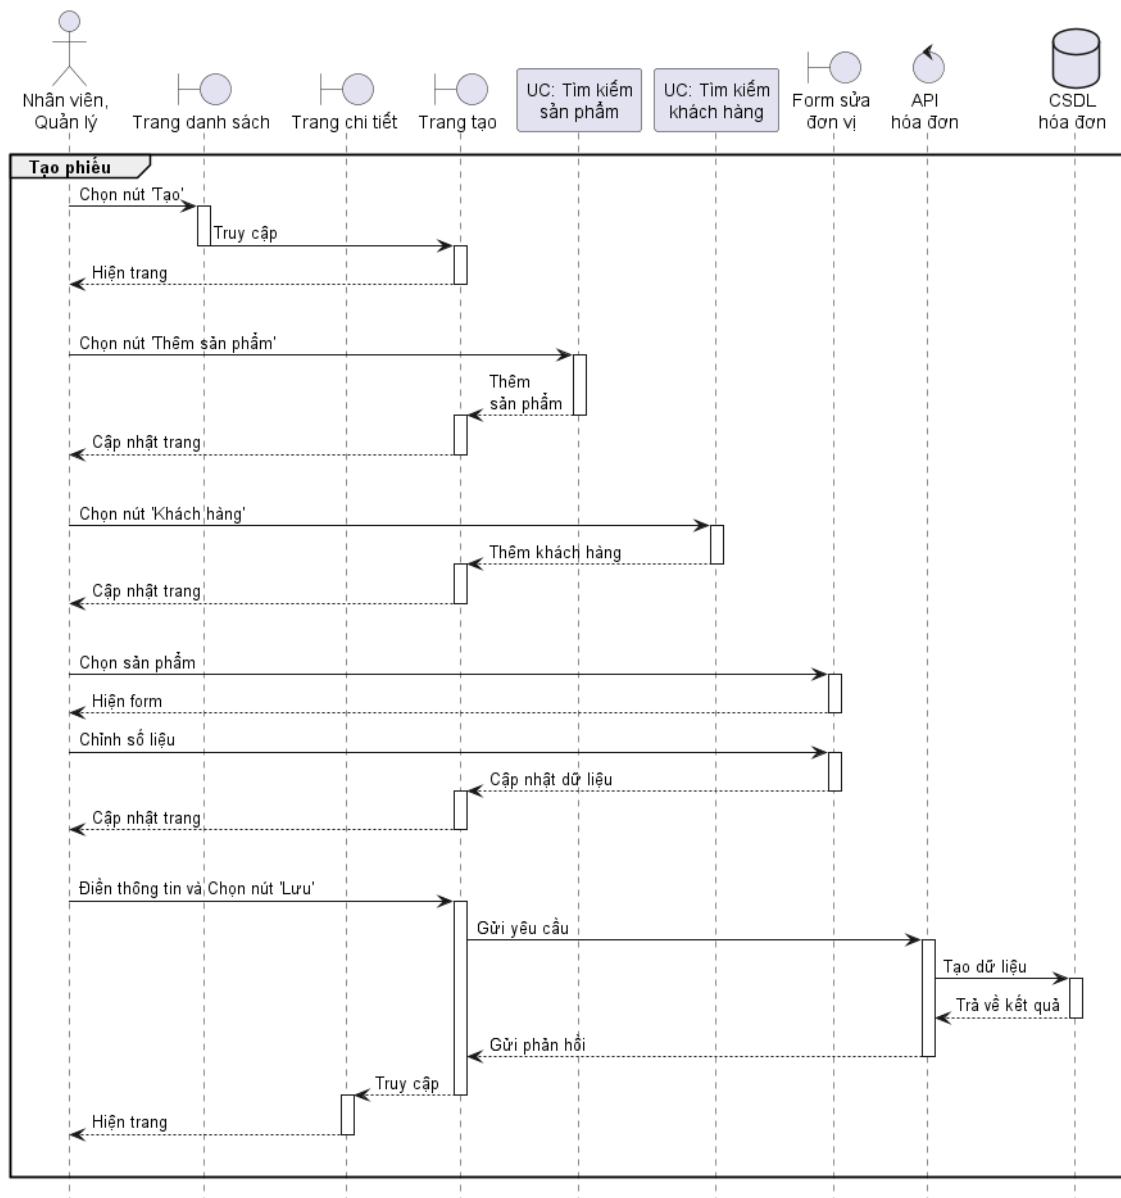 Nhân viên,
Quản lý
Trang danh sách
Trang chi tiết
Trang tạo
UC: Tìm kiếm
sản phẩm
UC: Tìm kiếm
khách hàng
Form sửa
đơn vị
API
hóa đơn
CSDL
hóa đơn
Tạo phiếu
Chọn nút 'Tạo'
Truy cập
Hiện trang
Chọn nút 'Thêm sản phẩm'
Thêm
sản phẩm
Cập nhật trang
Chọn nút 'Khách hàng'
Thêm khách hàng
Cập nhật trang
Chọn sản phẩm
Hiện form
Chỉnh số liệu
Cập nhật dữ liệu
Cập nhật trang
Điền thông tin và Chọn nút 'Lưu'
Gửi yêu cầu
Tạo dữ liệu
Trả về kết quả
Gửi phản hồi
Truy cập
Hiện trang